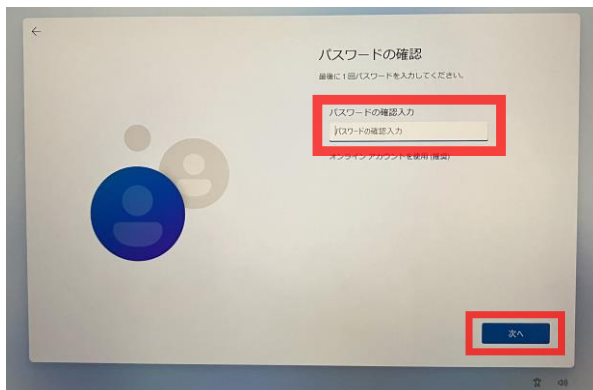 パスワードの確認
最後に1回パスワードを入力してください。
パスワードの確認入力
パスワードの確認入力
オンライン アカウントを使用 (推奨)
次へ